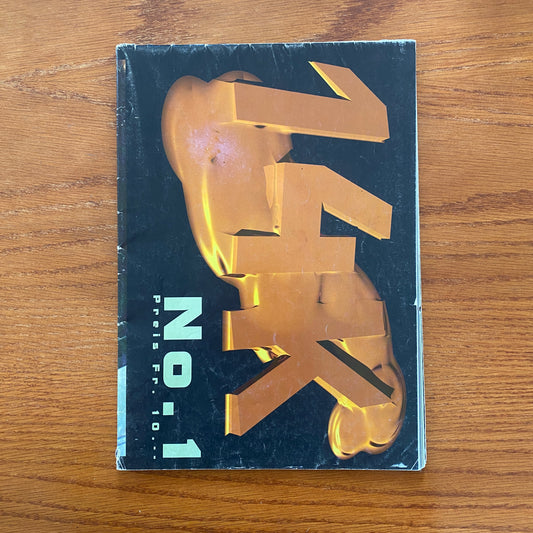 14K
No.1
Preis Fr. 10.--